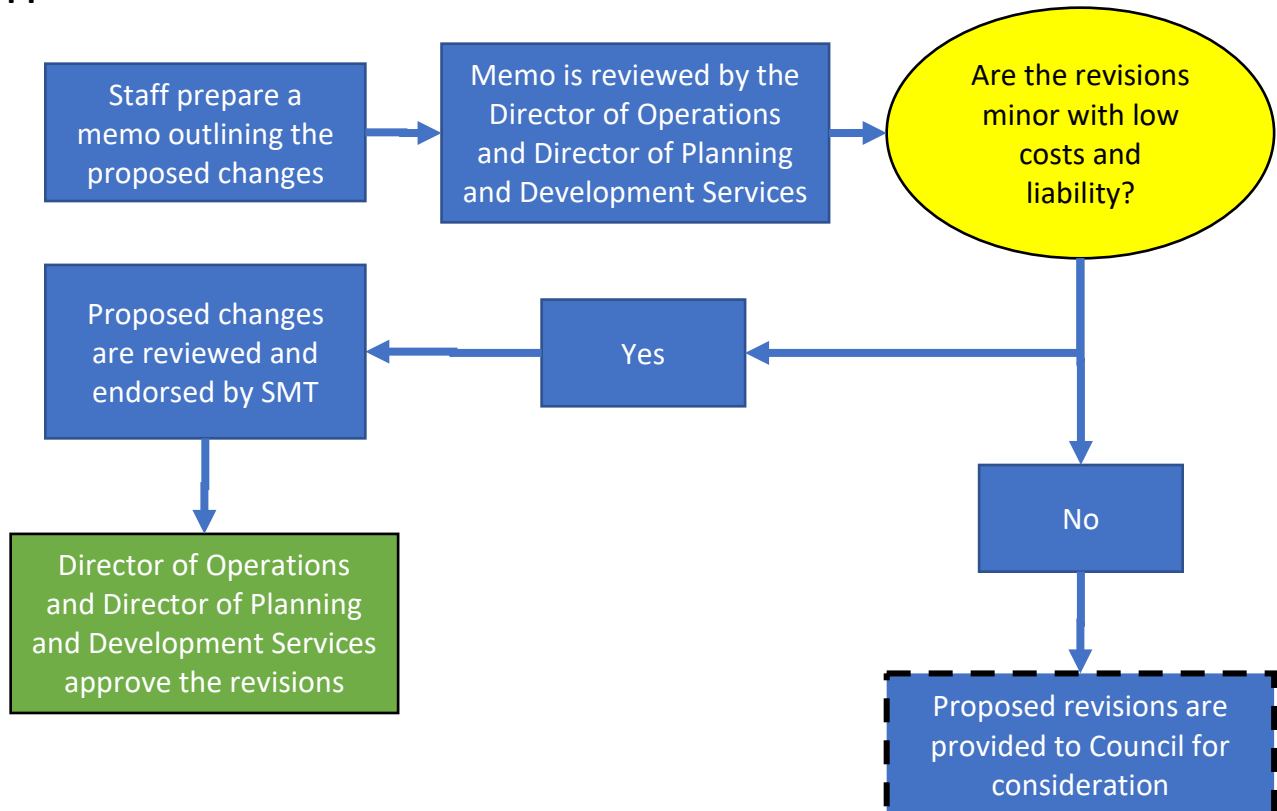 Staff prepare a
memo outlining the
proposed changes
Memo is reviewed by the
Director of Operations
and Director of Planning
and Development Services
Are the revisions
minor with low
costs and
liability?
Proposed changes
are reviewed and
endorsed by SMT
Yes
No
Director of Operations
and Director of Planning
and Development Services
approve the revisions
Proposed revisions are
provided to Council for
consideration